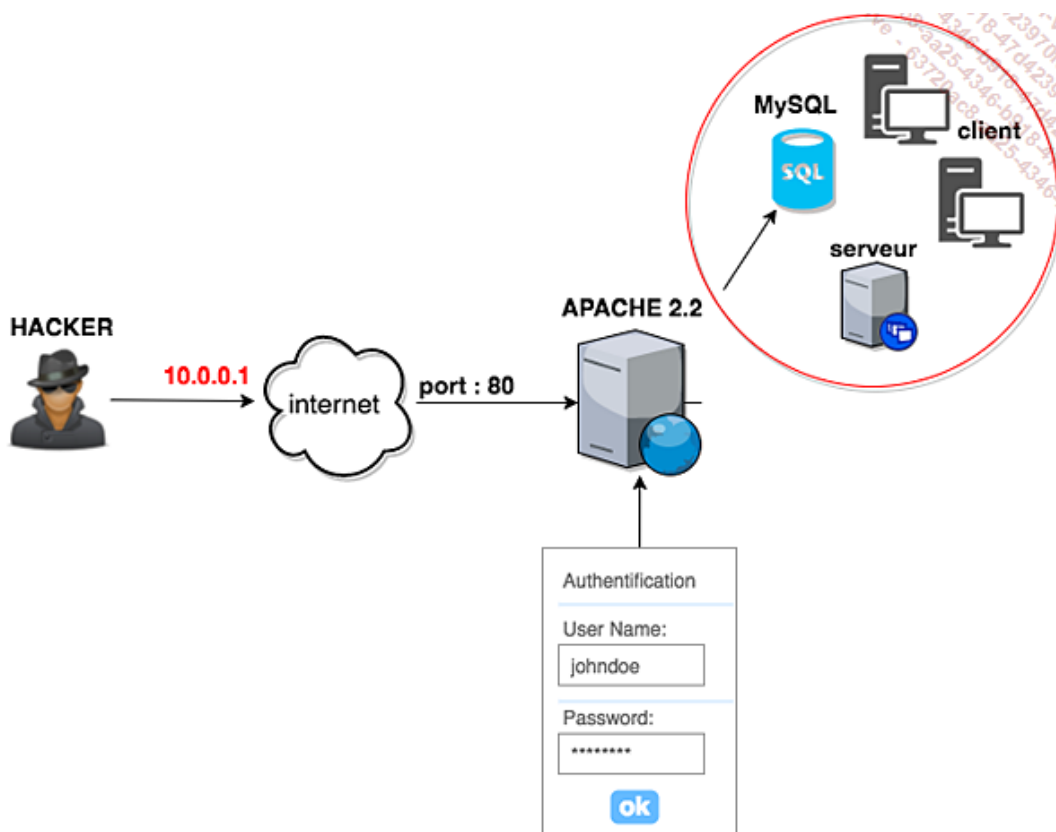 MySQL
client
SQL
serveur
APACHE 2.2
HACKER
10.0.0.1
internet
port : 80
Authentification
User Name:
johndoe
Password:
********
ok